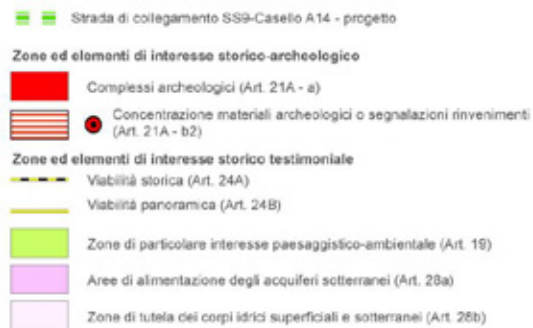 Strada di collegamento SS9-Casello A14 - progetto
Zone ed elementi di interesse storico-archeologico
Complessi archeologici (Art. 21A - a)
Concentrazione materiali archeologici o segnalazioni rinvenimenti
(Art. 21A - b2)
Zone ed elementi di interesse storico testimoniale
Viabilità storica (Art. 24A)
Viabilità panoramica (Art. 24B)
Zone di particolare interesse paesaggistico-ambientale (Art. 19)
Aree di alimentazione degli acquiferi sotterranei (Art. 28a)
Zone di tutela dei corpi idrici superficiali e sotterranei (Art. 28b)